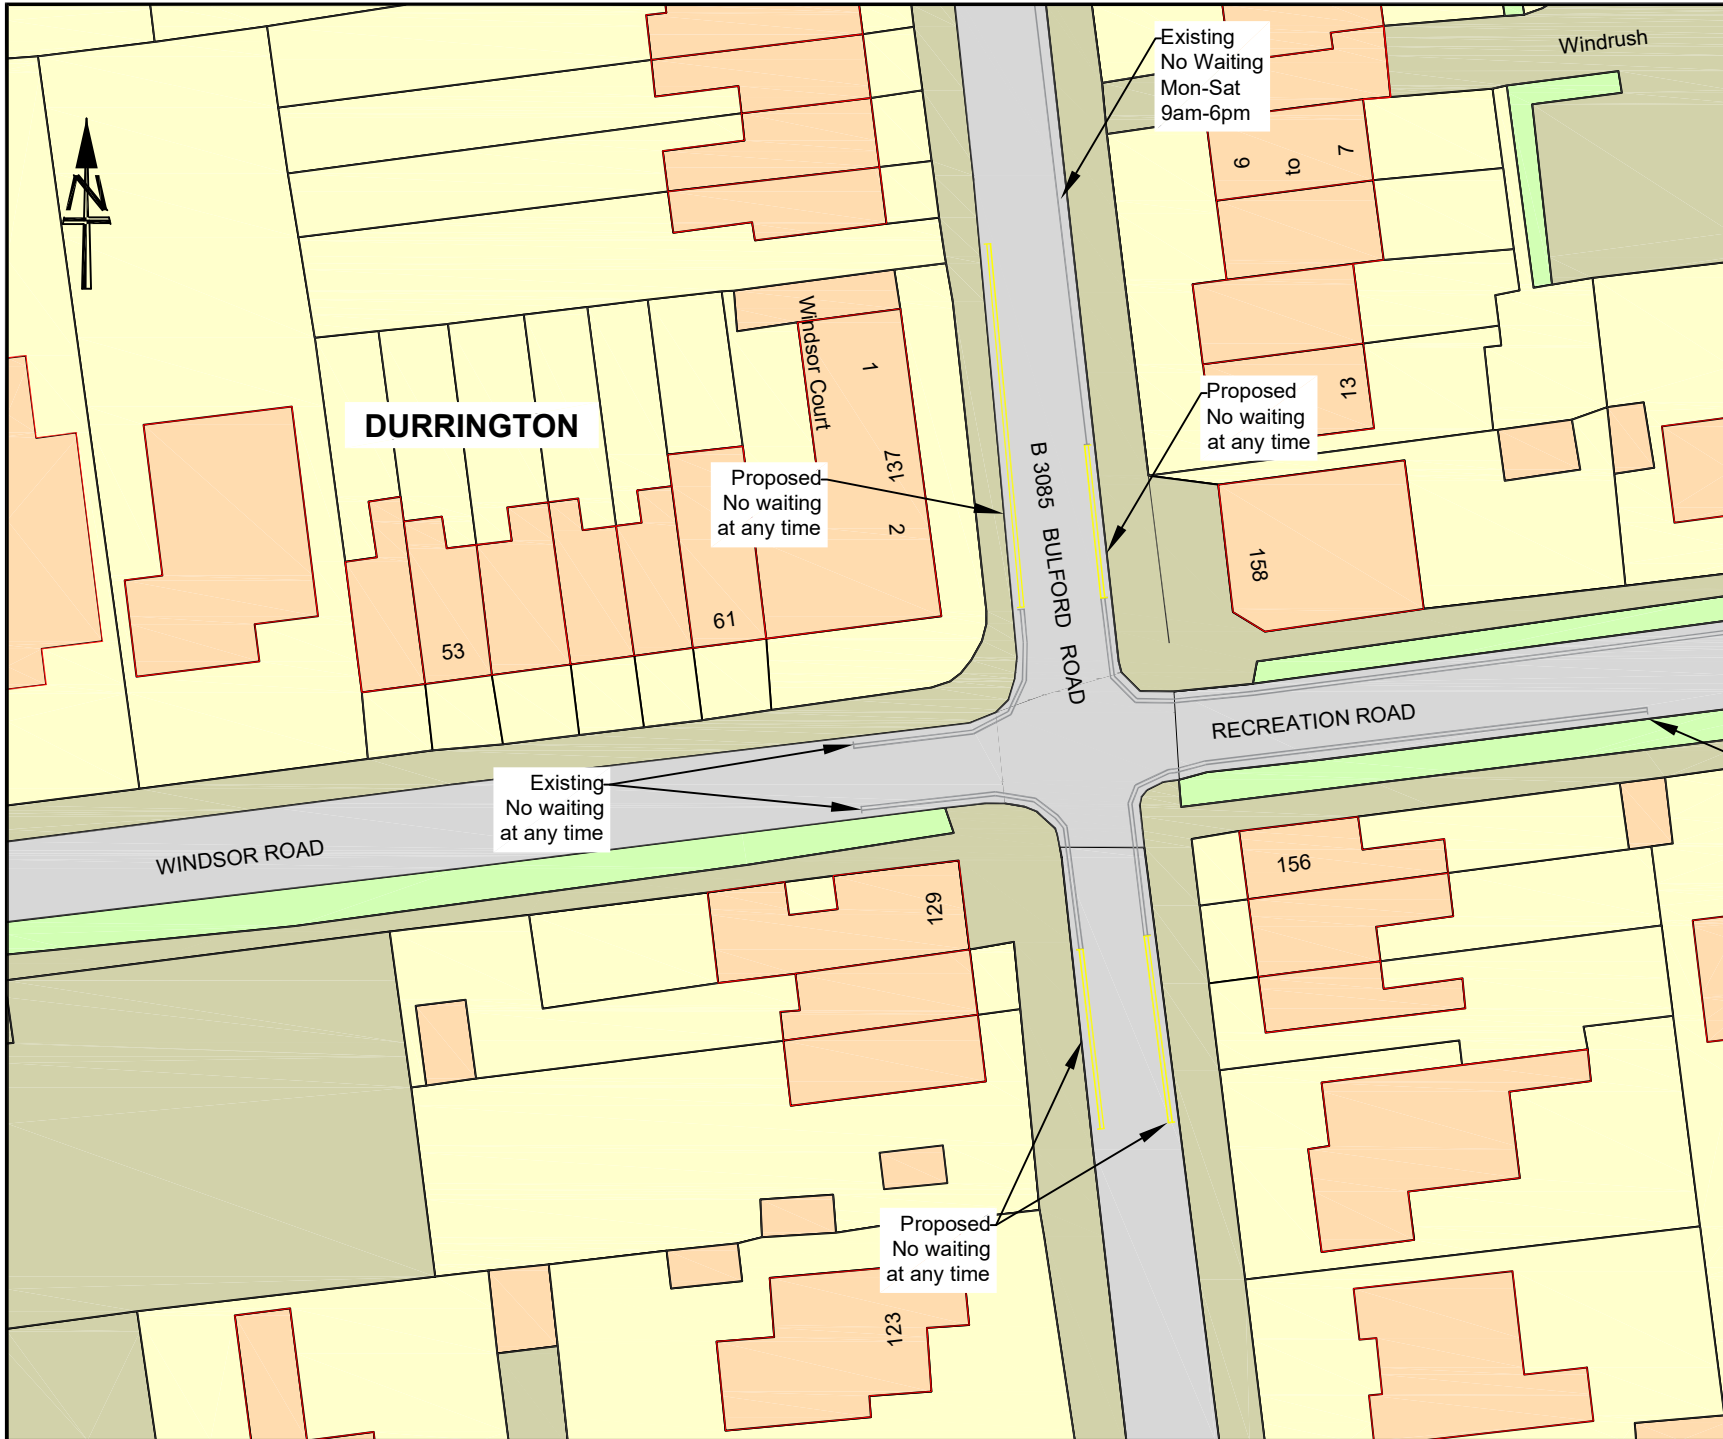 Existing
No Waiting
Mon-Sat
9am-6pm
Windrush
N
6 to 7
Windsor Court
1
137
2
13
DURRINGTON
Proposed
No waiting
at any time
Proposed
No waiting
at any time
B 3085 BULFORD ROAD
158
53
61
RECREATION ROAD
Existing
No waiting
at any time
WINDSOR ROAD
129
156
Proposed
No waiting
at any time
123